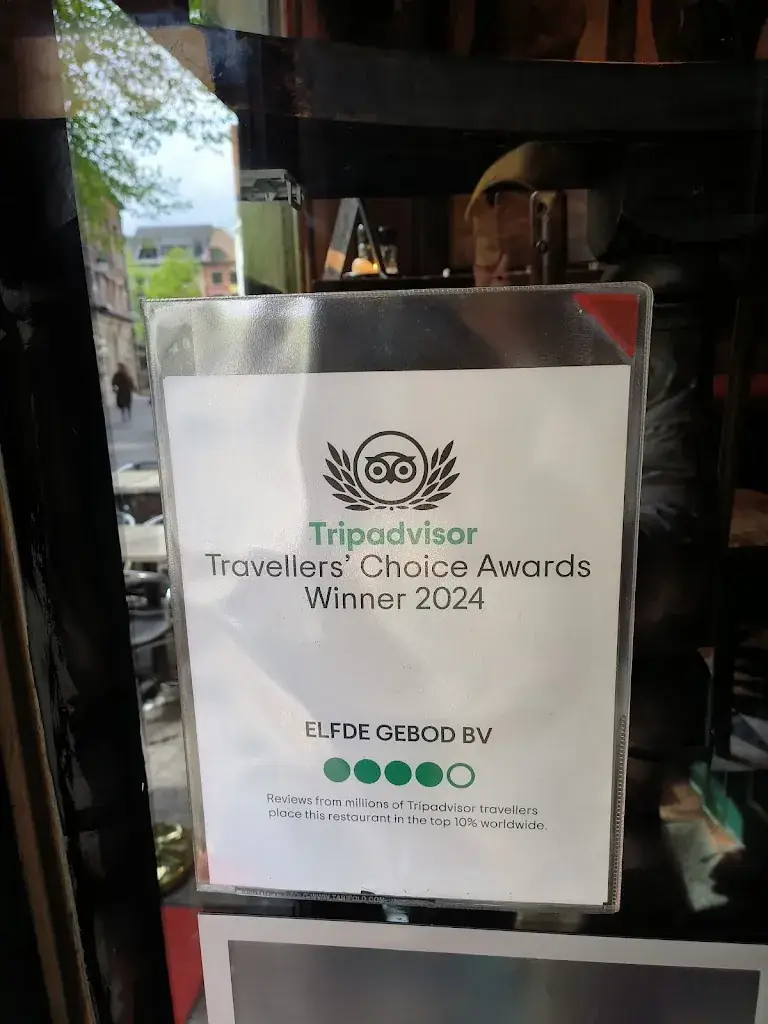 Tripadvisor
Travellers' Choice Awards
Winner 2024
ELFDE GEBOD BV
Reviews from millions of Tripadvisor travellers
place this restaurant in the top 10% worldwide.